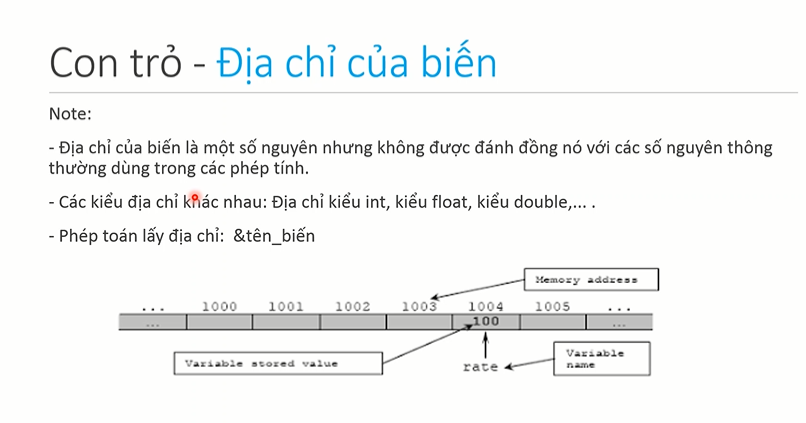 Con trỏ - Địa chỉ của biến
Note:
- Địa chỉ của biến là một số nguyên nhưng không được đánh đồng nó với các số nguyên thông
thường dùng trong các phép tính.
- Các kiểu địa chỉ khác nhau: Địa chỉ kiểu int, kiểu float, kiểu double,... .
- Phép toán lấy địa chỉ: &tên_biến
Memory address
... 1000 1001 1002 1003 1004 1005 ...
... 100 ...
Variable stored value
rate
Variable
name